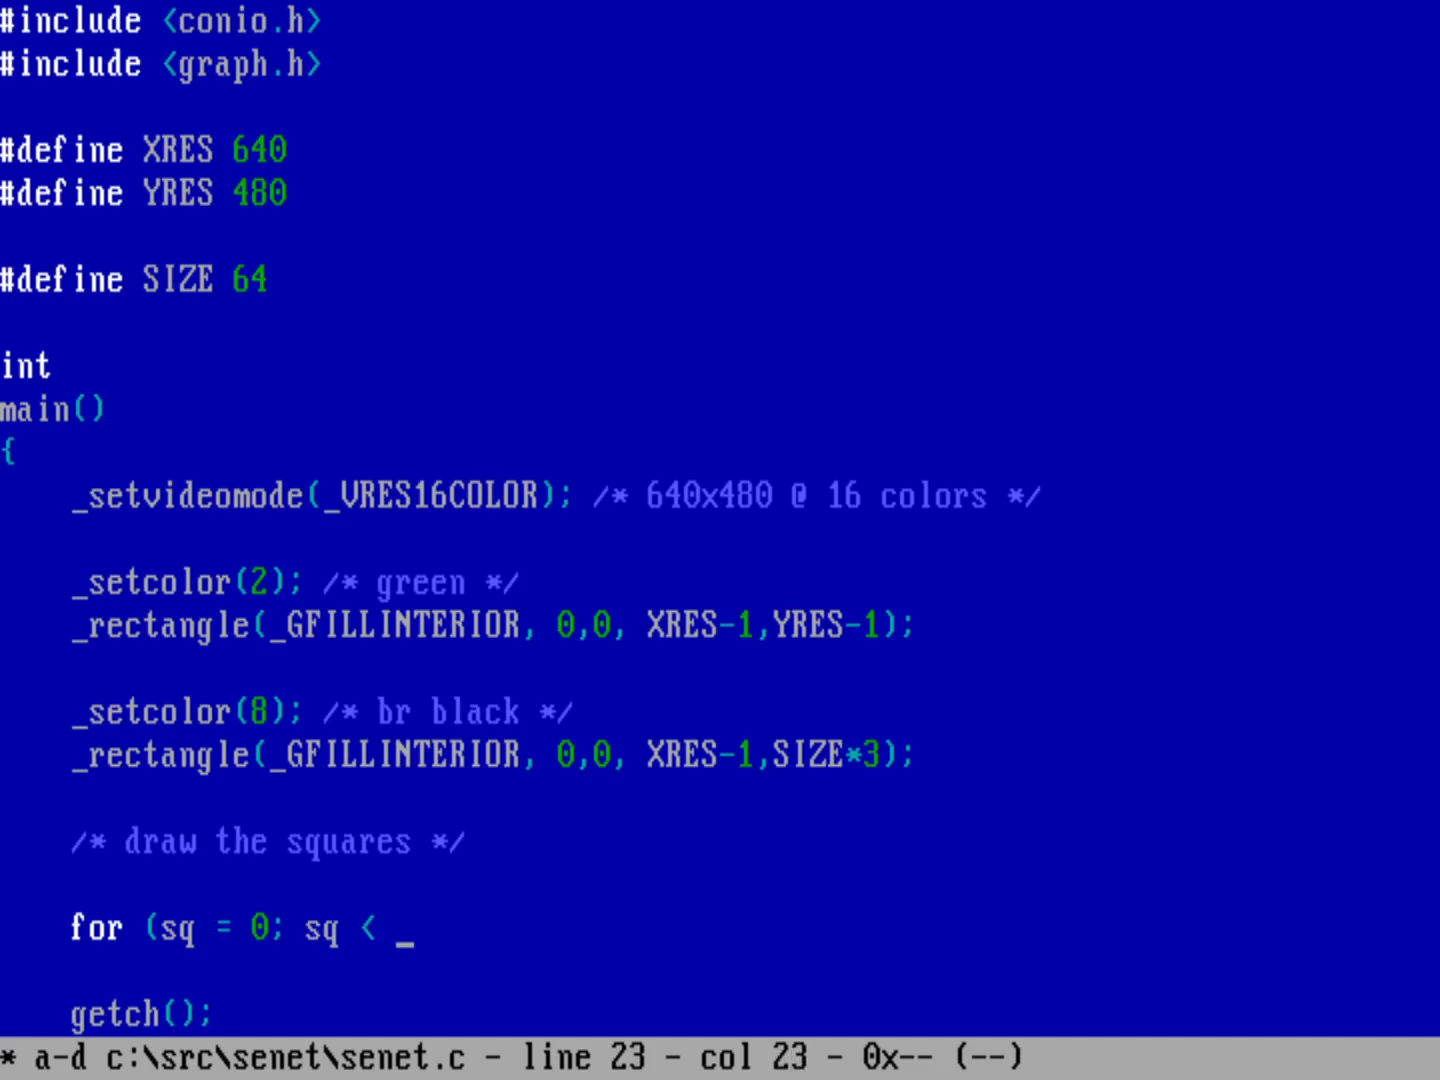 #include <conio.h>
#include <graph.h>
#define XRES 640
#define YRES 480
#define SIZE 64
int
main()
{
_setvideomode(_VRES16COLOR); /* 640x480 @ 16 colors */
_setcolor(2); /* green */
_rectangle(_GFILLINTERIOR, 0,0, XRES-1,YRES-1);
_setcolor(8); /* br black */
_rectangle(_GFILLINTERIOR, 0,0, XRES-1,SIZE*3);
/* draw the squares */
for (sq = 0; sq < _
getch();
* a-d c:\src\senet\senet.c - line 23 - col 23 - 0x-- (--)